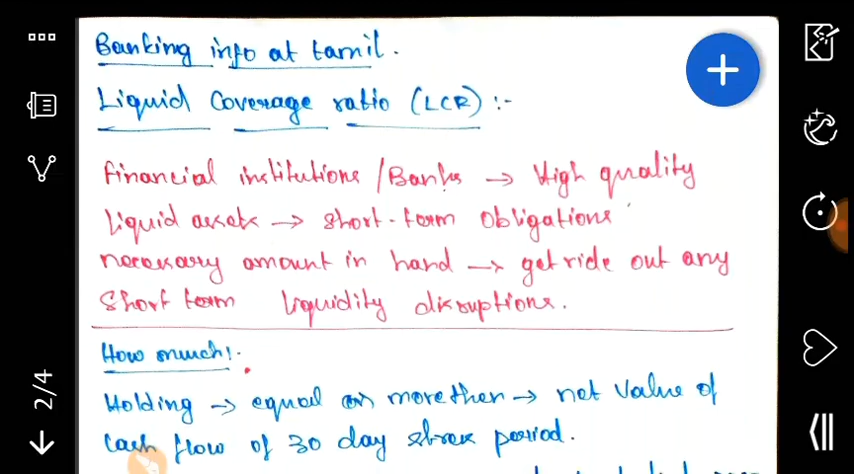 Banking info at tamil.
Liquid Coverage ratio (LCR) :-
Financial institutions / Banks → High quality
liquid assets → short-term obligations
necessary amount in hand → get ride out any
Short term liquidity disruptions.
How much:-
Holding → equal or more then → net value of
Cash flow of 30 day stress period.
2/4